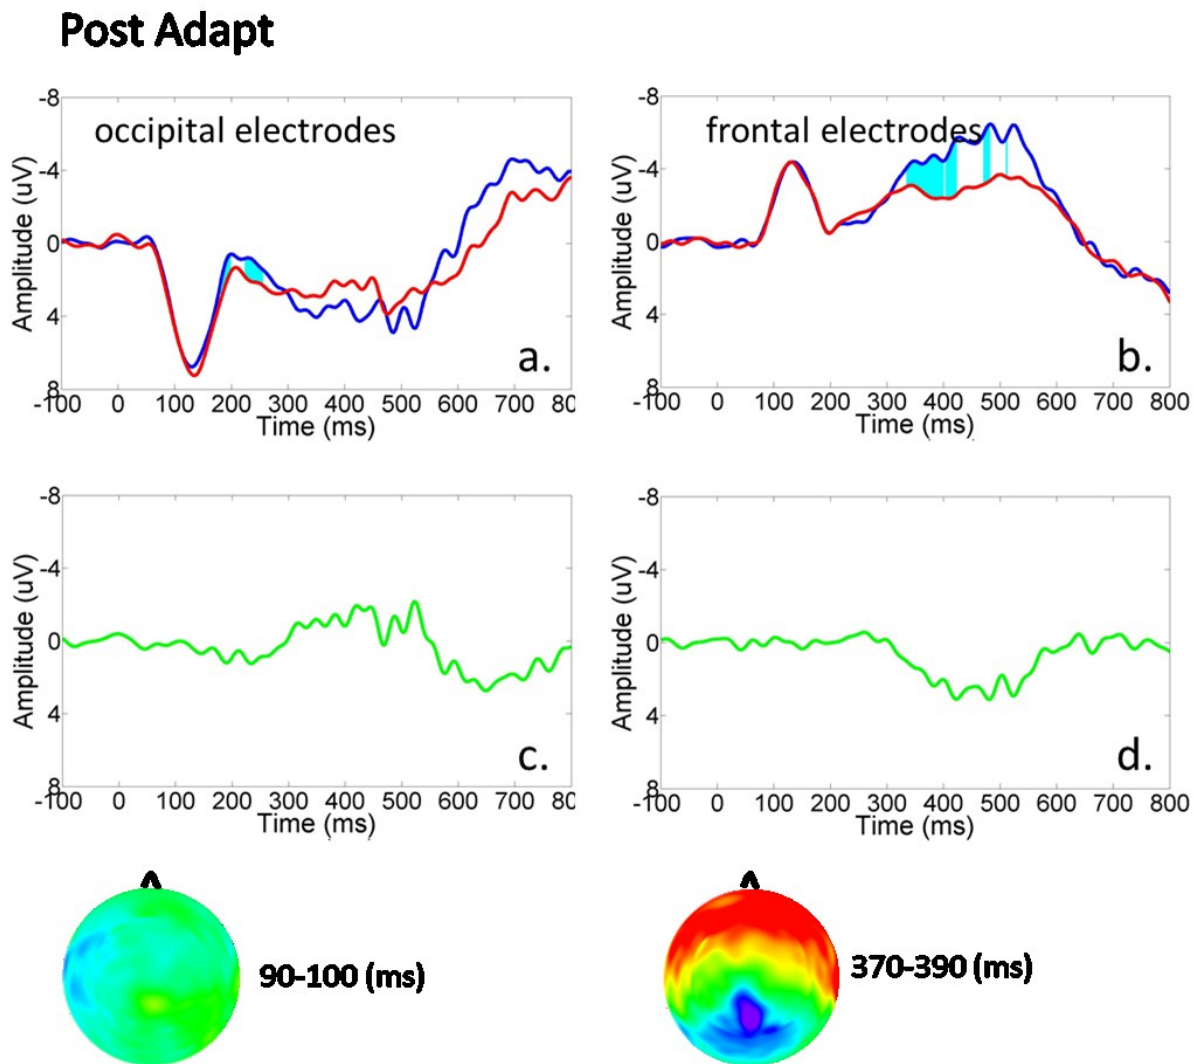 Post Adapt
occipital electrodes
-8
-4
0
4
8
Amplitude (uV)
a.
-100 0 100 200 300 400 500 600 700 80
Time (ms)
frontal electrodes
-8
-4
0
4
8
Amplitude (uV)
b.
-100 0 100 200 300 400 500 600 700 800
Time (ms)
-8
-4
0
4
8
Amplitude (uV)
c.
-100 0 100 200 300 400 500 600 700 80
Time (ms)
-8
-4
0
4
8
Amplitude (uV)
d.
-100 0 100 200 300 400 500 600 700 800
Time (ms)
90-100 (ms)
370-390 (ms)